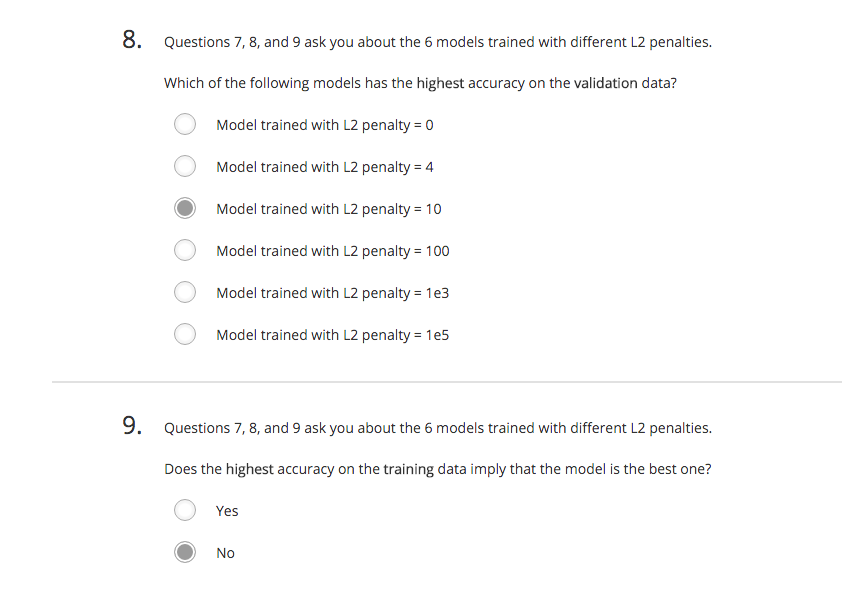 8. Questions 7, 8, and 9 ask you about the 6 models trained with different L2 penalties.
Which of the following models has the highest accuracy on the validation data?
Model trained with L2 penalty = 0
Model trained with L2 penalty = 4
Model trained with L2 penalty = 10
Model trained with L2 penalty = 100
Model trained with L2 penalty = 1e3
Model trained with L2 penalty = 1e5
9. Questions 7, 8, and 9 ask you about the 6 models trained with different L2 penalties.
Does the highest accuracy on the training data imply that the model is the best one?
Yes
No